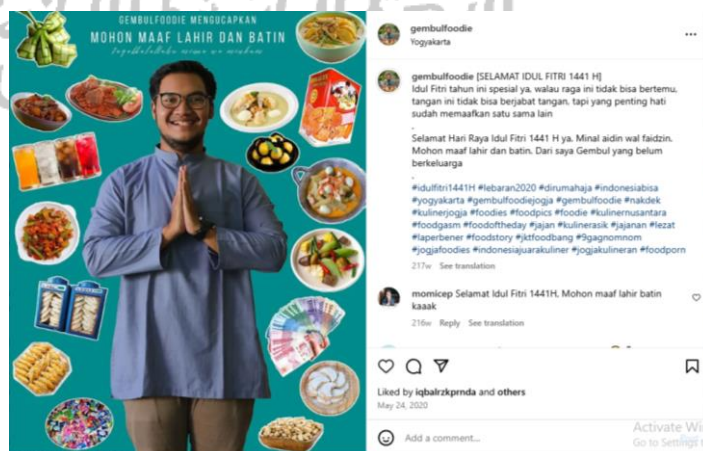 GEMBULFOODIE MENGUCAPKAN
MOHON MAAF LAHIR DAN BATIN
gembulfoodie
Yogyakarta
gembulfoodie [SELAMAT IDUL FITRI 1441 H]
Idul Fitri tahun ini spesial ya, walau raga ini tidak bisa bertemu,
tangan ini tidak bisa berjabat tangan, tapi yang penting hati
sudah memaafkan satu sama lain
.
Selamat Hari Raya Idul Fitri 1441 H ya. Minal aidin wal faidzin.
Mohon maaf lahir dan batin. Dari saya Gembul yang belum
berkeluarga
.
#idulfitri1441H #lebaran2020 #dirumahaja #indonesiabisa
#yogyakarta #gembulfoodiejogja #gembulfoodie #nakdek
#kulinerjogja #foodies #foodpics #foodie #kulinernusantara
#foodgasm #foodoftheday #jajan #kulinerasik #jajanan #lezat
#laperbener #foodstory #jktfoodbang #9gagnomnom
#jogjafoodies #indonesiajuarakuliner #jogjakulineran #foodporn
217w See translation
momicep Selamat Idul Fitri 1441H, Mohon maaf lahir batin
kaaak
216w Reply See translation
Liked by iqbalrzkprnda and others
May 24, 2020
Add a comment...
Activate Wi
Go to Settings t